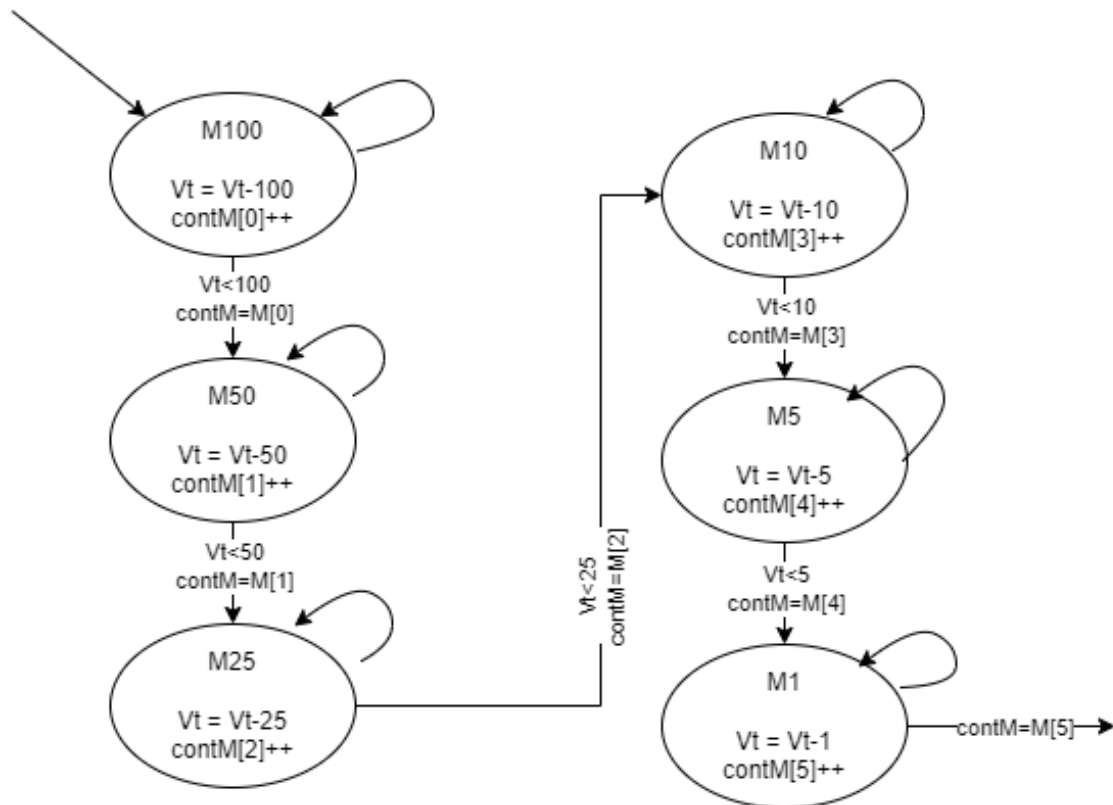 M100
Vt = Vt-100
contM[0]++
Vt<100
contM=M[0]
M50
Vt = Vt-50
contM[1]++
Vt<50
contM=M[1]
M25
Vt = Vt-25
contM[2]++
Vt<25
contM=M[2]
M10
Vt = Vt-10
contM[3]++
Vt<10
contM=M[3]
M5
Vt = Vt-5
contM[4]++
Vt<5
contM=M[4]
M1
Vt = Vt-1
contM[5]++
contM=M[5]